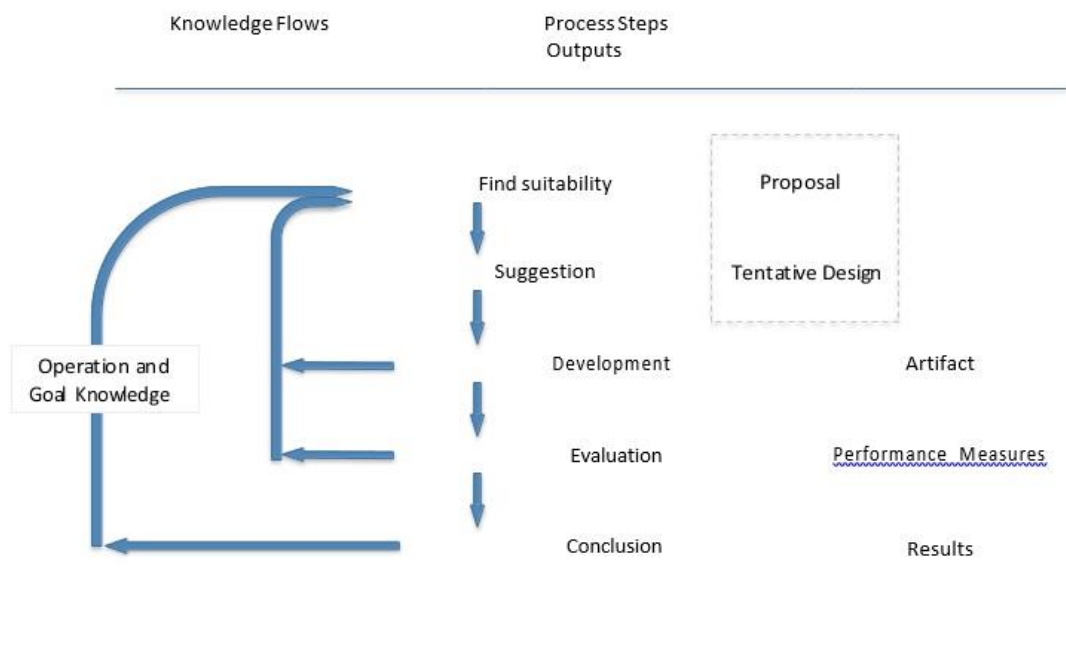 Knowledge Flows
Process Steps
Outputs
Find suitability
Proposal
Suggestion
Tentative Design
Operation and
Goal Knowledge
Development
Artifact
Evaluation
Performance Measures
Conclusion
Results